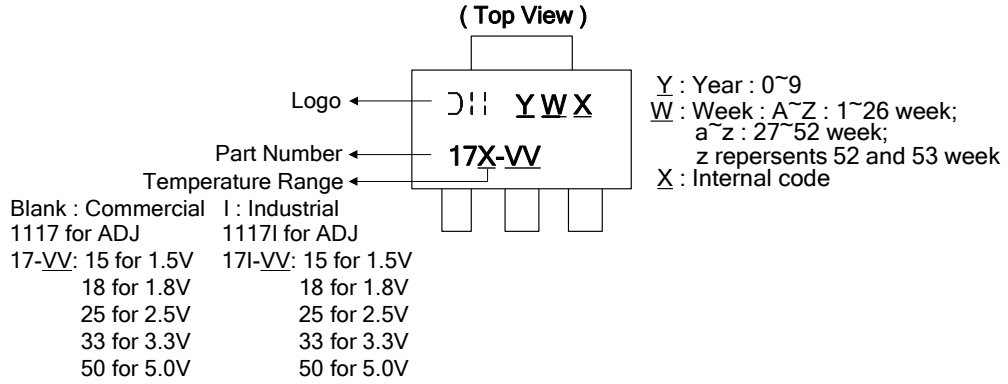 ( Top View )
Logo
Y W X
Part Number
17X-VV
Temperature Range
Y : Year : 0~9
W : Week : A~Z : 1~26 week;
a~z : 27~52 week;
z repersents 52 and 53 week
X : Internal code
Blank : Commercial I : Industrial
1117 for ADJ 1117I for ADJ
17-VV: 15 for 1.5V 17I-VV: 15 for 1.5V
18 for 1.8V 18 for 1.8V
25 for 2.5V 25 for 2.5V
33 for 3.3V 33 for 3.3V
50 for 5.0V 50 for 5.0V